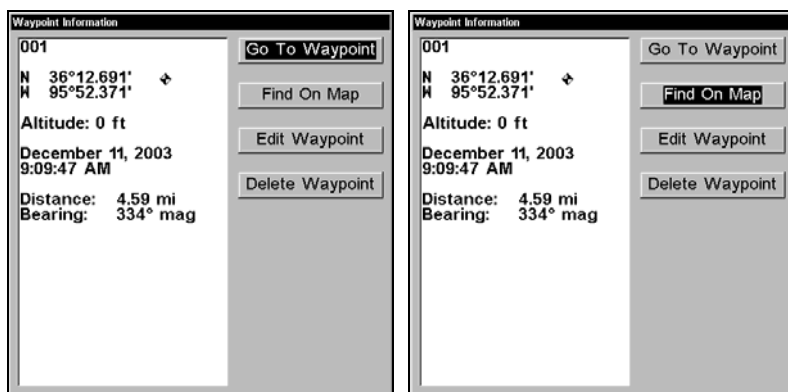 Waypoint Information
001
N 36°12.691'
W 95°52.371'
Altitude: 0 ft
December 11, 2003
9:09:47 AM
Distance: 4.59 mi
Bearing: 334° mag
Go To Waypoint
Find On Map
Edit Waypoint
Delete Waypoint
Waypoint Information
001
N 36°12.691'
W 95°52.371'
Altitude: 0 ft
December 11, 2003
9:09:47 AM
Distance: 4.59 mi
Bearing: 334° mag
Go To Waypoint
Find On Map
Edit Waypoint
Delete Waypoint